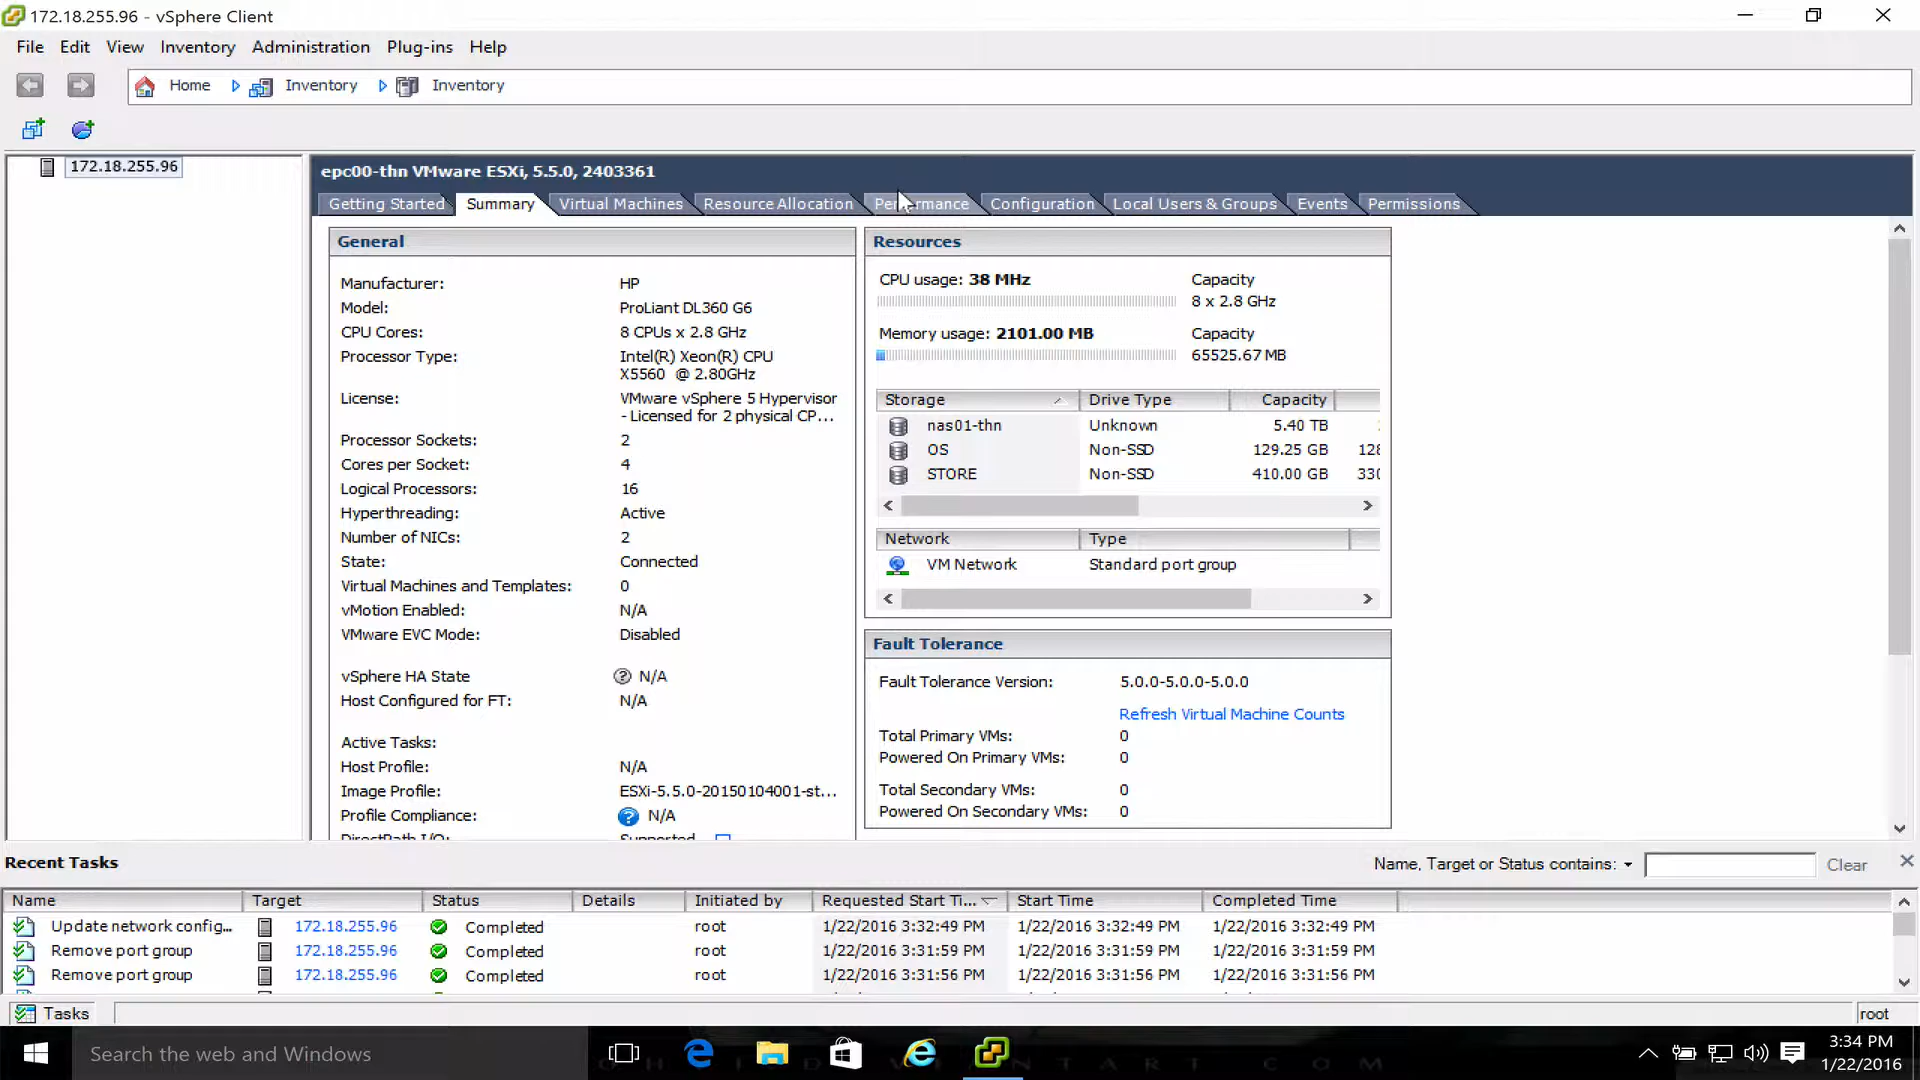 172.18.255.96 - vSphere Client
File Edit View Inventory Administration Plug-ins Help
Home Inventory Inventory
172.18.255.96
epc00-thn VMware ESXi, 5.5.0, 2403361
Getting Started Summary Virtual Machines Resource Allocation Performance Configuration Local Users & Groups Events Permissions
General
Manufacturer: HP
Model: ProLiant DL360 G6
CPU Cores: 8 CPUs x 2.8 GHz
Processor Type: Intel(R) Xeon(R) CPU
X5560 @ 2.80GHz
License: VMware vSphere 5 Hypervisor
- Licensed for 2 physical CP...
Processor Sockets: 2
Cores per Socket: 4
Logical Processors: 16
Hyperthreading: Active
Number of NICs: 2
State: Connected
Virtual Machines and Templates: 0
vMotion Enabled: N/A
VMware EVC Mode: Disabled
vSphere HA State N/A
Host Configured for FT: N/A
Active Tasks:
Host Profile: N/A
Image Profile: ESXi-5.5.0-20150104001-st...
Profile Compliance: N/A
DirectPath I/O: Supported
Resources
CPU usage: 38 MHz Capacity
8 x 2.8 GHz
Memory usage: 2101.00 MB Capacity
65525.67 MB
Storage Drive Type Capacity
nas01-thn Unknown 5.40 TB
OS Non-SSD 129.25 GB 128
STORE Non-SSD 410.00 GB 330
Network Type
VM Network Standard port group
Fault Tolerance
Fault Tolerance Version: 5.0.0-5.0.0-5.0.0
Refresh Virtual Machine Counts
Total Primary VMs: 0
Powered On Primary VMs: 0
Total Secondary VMs: 0
Powered On Secondary VMs: 0
Recent Tasks Name, Target or Status contains: Clear
Name Target Status Details Initiated by Requested Start Ti... Start Time Completed Time
Update network config... 172.18.255.96 Completed root 1/22/2016 3:32:49 PM 1/22/2016 3:32:49 PM 1/22/2016 3:32:49 PM
Remove port group 172.18.255.96 Completed root 1/22/2016 3:31:59 PM 1/22/2016 3:31:59 PM 1/22/2016 3:31:59 PM
Remove port group 172.18.255.96 Completed root 1/22/2016 3:31:56 PM 1/22/2016 3:31:56 PM 1/22/2016 3:31:56 PM
Tasks root
Search the web and Windows
3:34 PM
1/22/2016